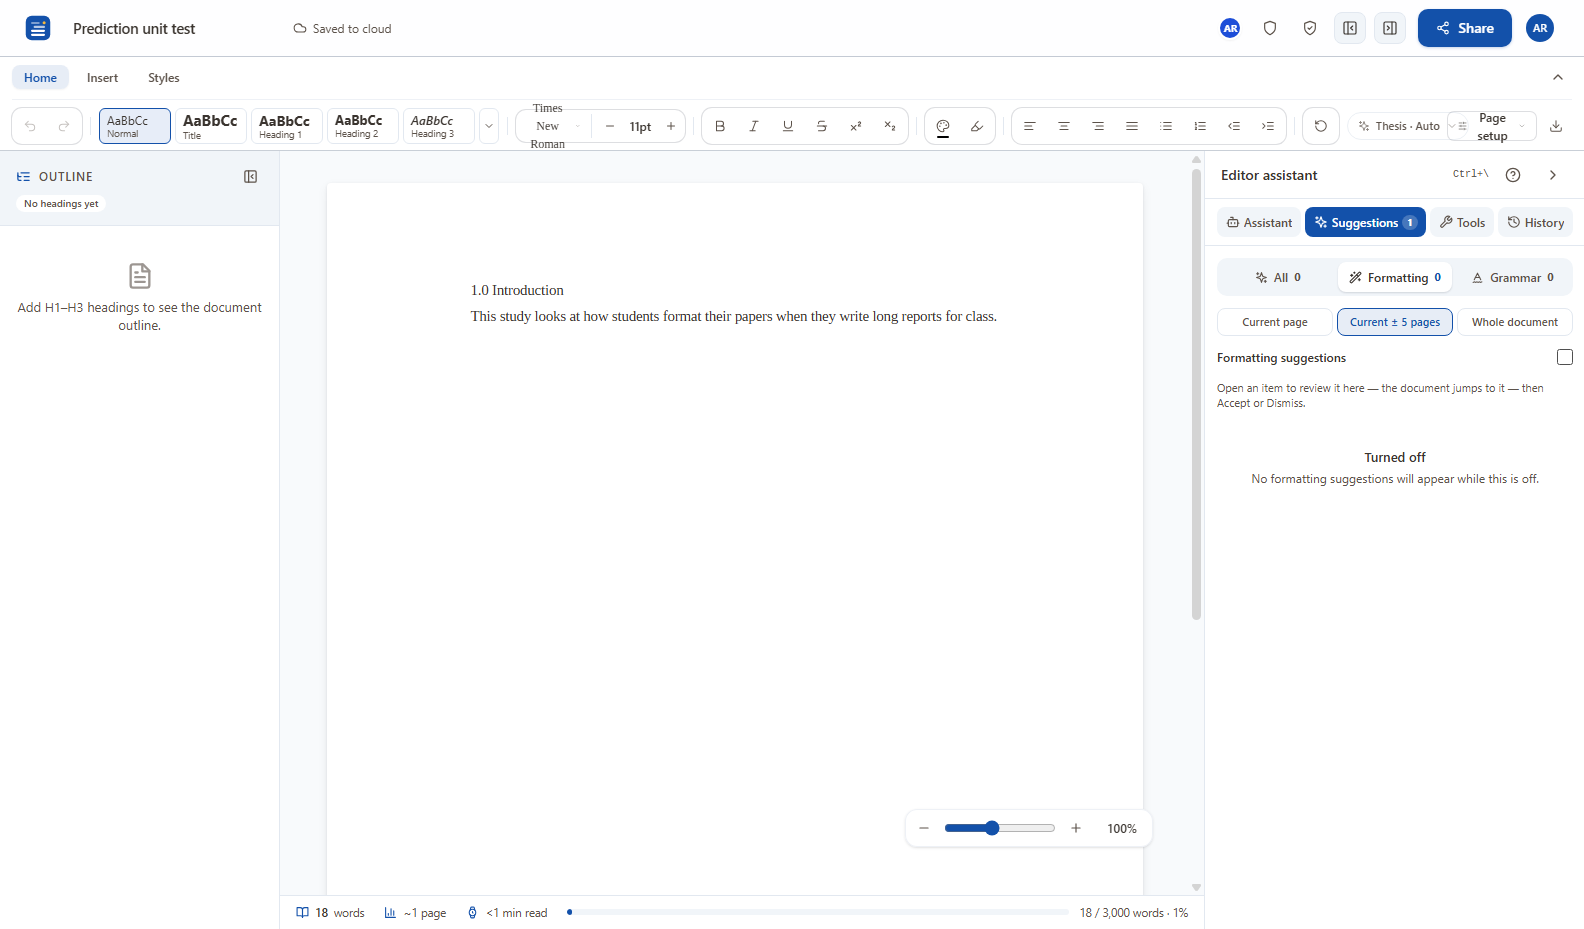 Prediction unit test
Saved to cloud
AR
Share
AR
Home
Insert
Styles
AaBbCc
Normal
AaBbCc
Title
AaBbCc
Heading 1
AaBbCc
Heading 2
AaBbCc
Heading 3
Times
New
Roman
11pt
B
I
U
S
x²
x₂
Thesis · Auto
Page
setup
OUTLINE
No headings yet
Add H1–H3 headings to see the document
outline.
1.0 Introduction
This study looks at how students format their papers when they write long reports for class.
100%
18 words
~1 page
<1 min read
18 / 3,000 words · 1%
Editor assistant
Ctrl+\
Assistant
Suggestions 1
Tools
History
All 0
Formatting 0
Grammar 0
Current page
Current ± 5 pages
Whole document
Formatting suggestions
Open an item to review it here — the document jumps to it — then
Accept or Dismiss.
Turned off
No formatting suggestions will appear while this is off.